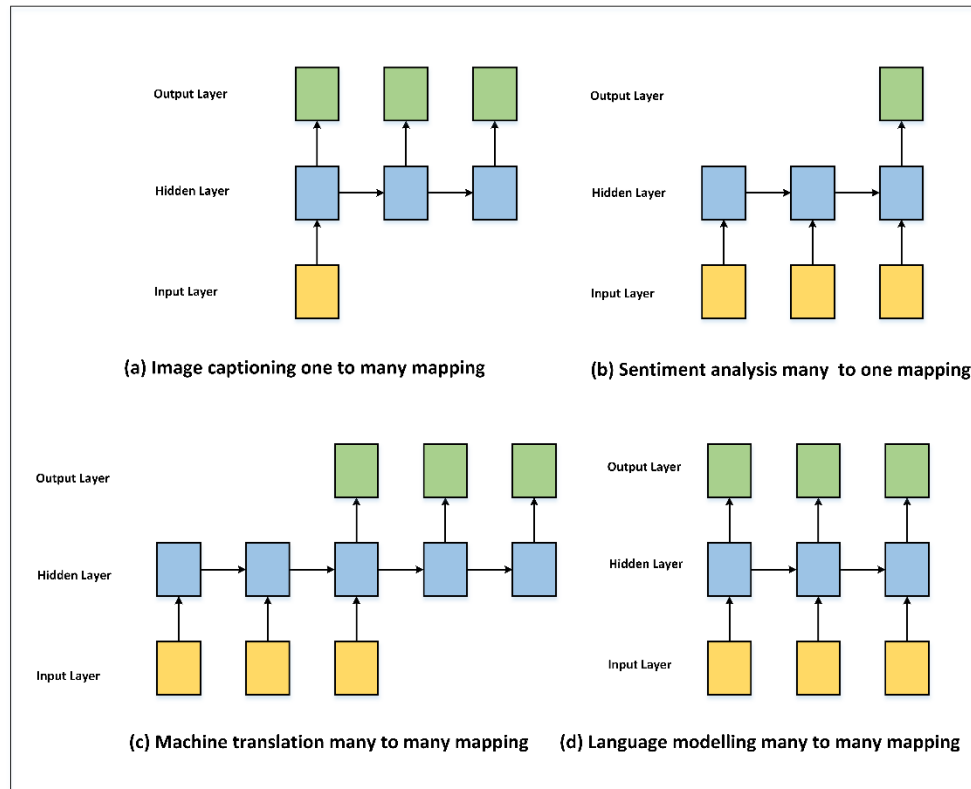 Output Layer
Hidden Layer
Input Layer
(a) Image captioning one to many mapping
Output Layer
Hidden Layer
Input Layer
(b) Sentiment analysis many  to one mapping
Output Layer
Hidden Layer
Input Layer
(c) Machine translation many to many mapping
Output Layer
Hidden Layer
Input Layer
(d) Language modelling many to many mapping